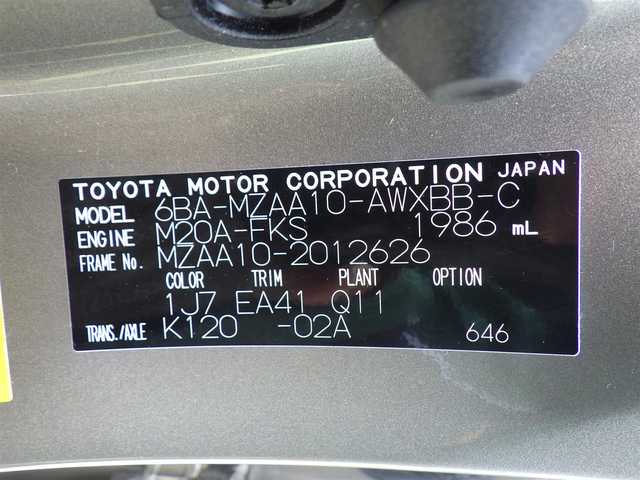 TOYOTA MOTOR CORPORATION JAPAN
MODEL 6BA-MZAA10-AWXBB-C
ENGINE M20A-FKS 1986 mL
FRAME No. MZAA10-2012626
COLOR TRIM PLANT OPTION
1J7 EA41 Q11
TRANS./AXLE K120 -02A 646